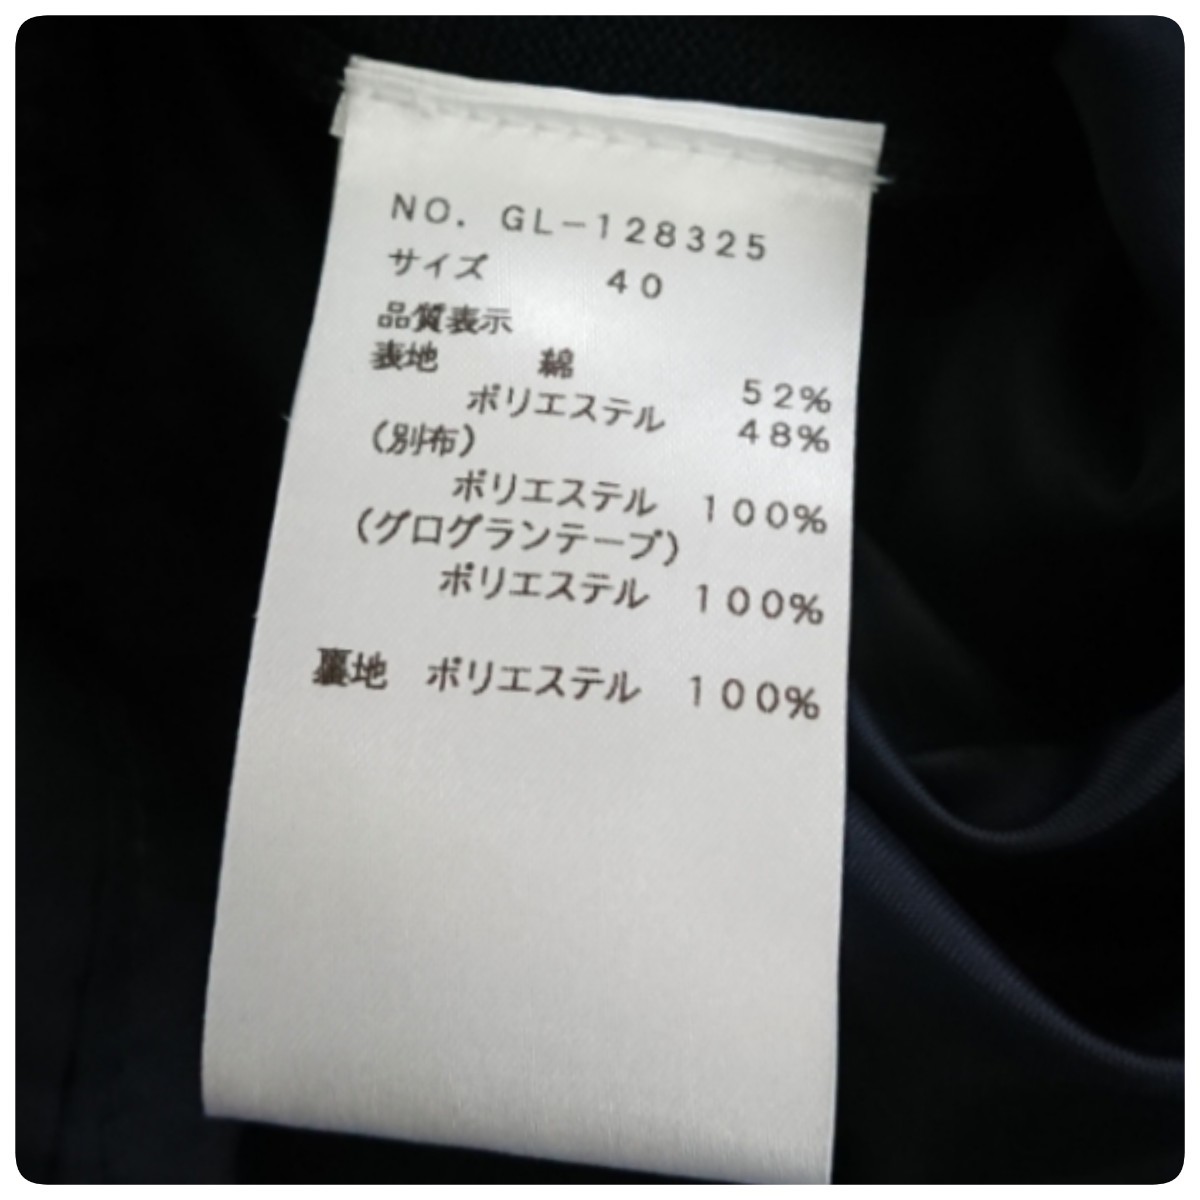 NO. GL-128325
サイズ 40
品質表示
表地 綿 52%
ポリエステル 48%
(別布)
ポリエステル 100%
(グログランテープ)
ポリエステル 100%
裏地 ポリエステル 100%